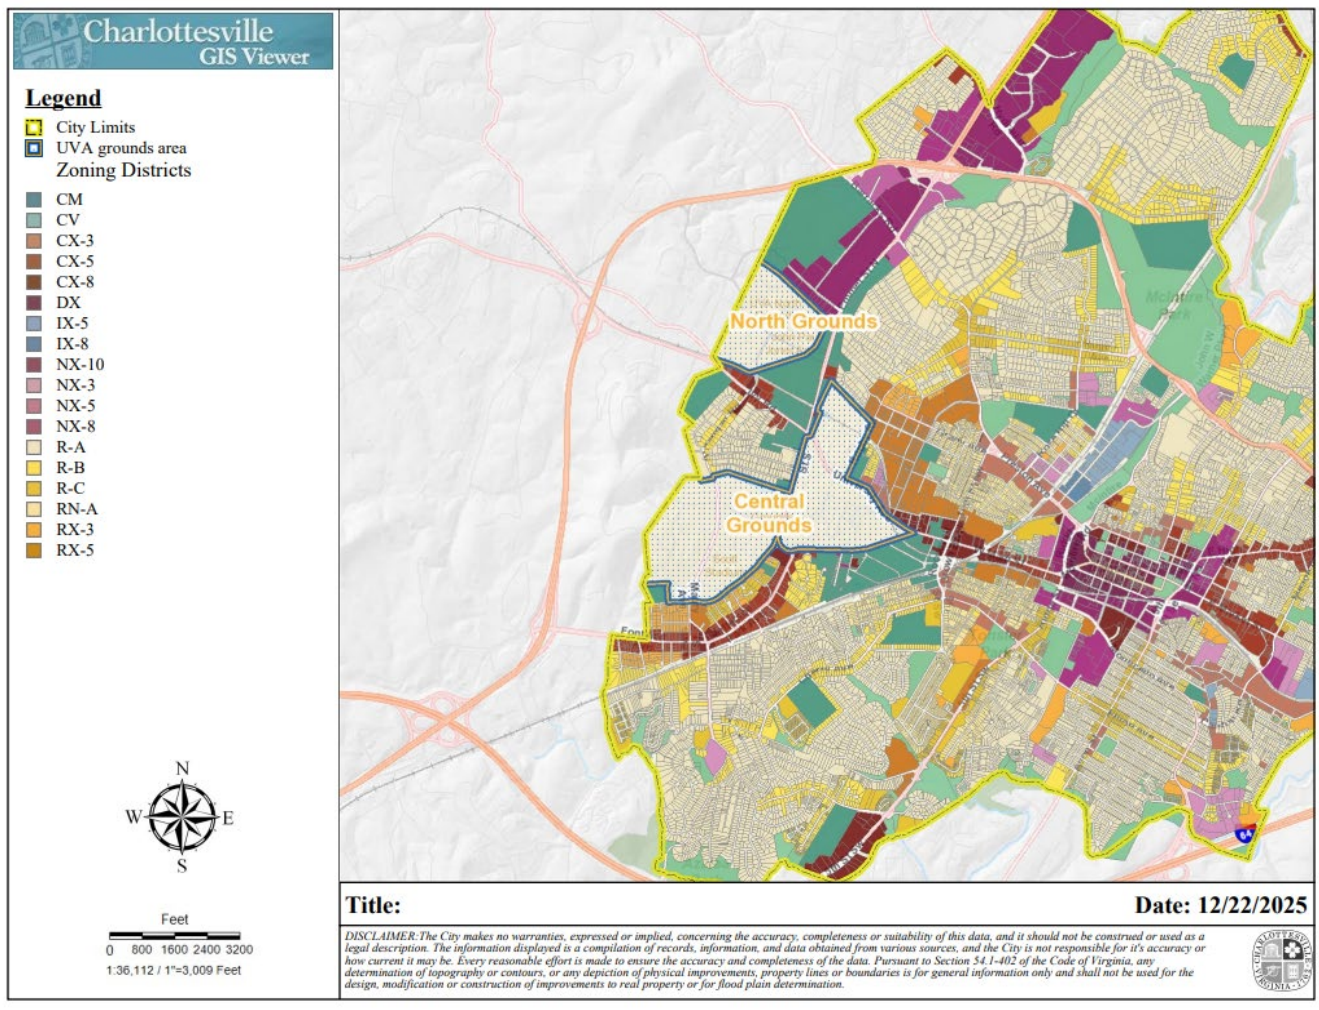 Charlottesville
GIS Viewer
Legend
City Limits
UVA grounds area
Zoning Districts
CM
CV
CX-3
CX-5
CX-8
DX
IX-5
IX-8
NX-10
NX-3
NX-5
NX-8
R-A
R-B
R-C
RN-A
RX-3
RX-5
N
W
E
S
Feet
0 800 1600 2400 3200
1:36,112 / 1"=3,009 Feet
McIntire
Park
North Grounds
Central
Grounds
64
Title:
Date: 12/22/2025
DISCLAIMER:The City makes no warranties, expressed or implied, concerning the accuracy, completeness or suitability of this data, and it should not be construed or used as a
legal description. The information displayed is a compilation of records, information, and data obtained from various sources, and the City is not responsible for it's accuracy or
how current it may be. Every reasonable effort is made to ensure the accuracy and completeness of the data. Pursuant to Section 54.1-402 of the Code of Virginia, any
determination of topography or contours, or any depiction of physical improvements, property lines or boundaries is for general information only and shall not be used for the
design, modification or construction of improvements to real property or for flood plain determination.